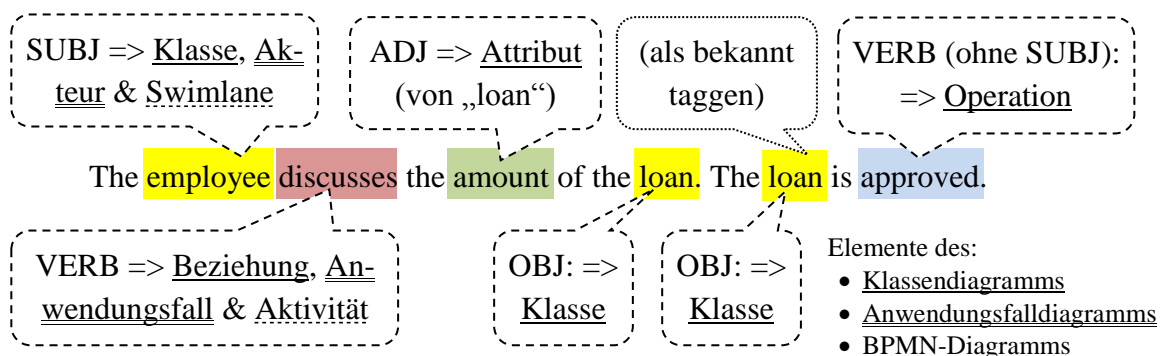 SUBJ => Klasse, Ak-
teur & Swimlane
ADJ => Attribut
(von „loan“)
(als bekannt
taggen)
VERB (ohne SUBJ):
=> Operation
The employee discusses the amount of the loan. The loan is approved.
VERB => Beziehung, An-
wendungsfall & Aktivität
OBJ: =>
Klasse
OBJ: =>
Klasse
Elemente des:
• Klassendiagramms
• Anwendungsfalldiagramms
• BPMN-Diagramms